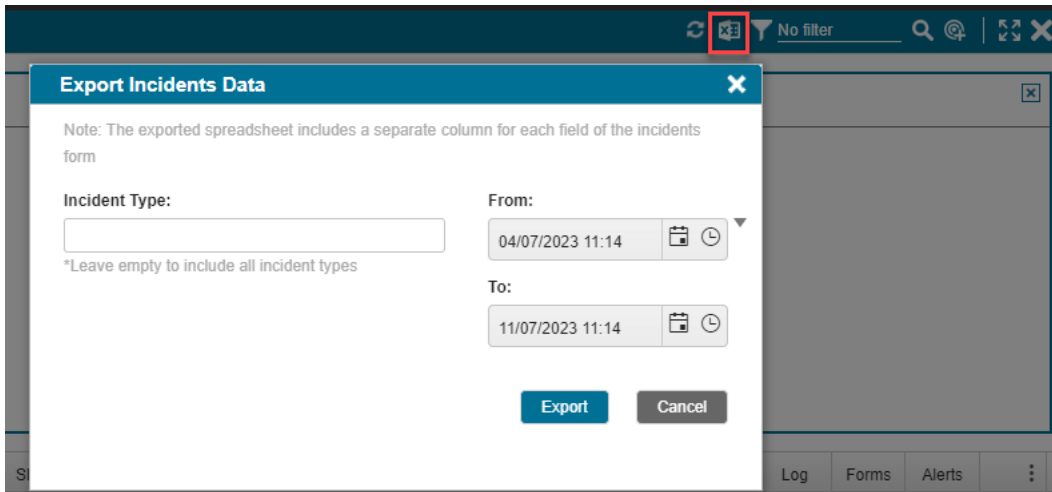 No filter
Export Incidents Data
Note: The exported spreadsheet includes a separate column for each field of the incidents
form
Incident Type:
*Leave empty to include all incident types
From:
04/07/2023 11:14
To:
11/07/2023 11:14
Export Cancel
Log Forms Alerts